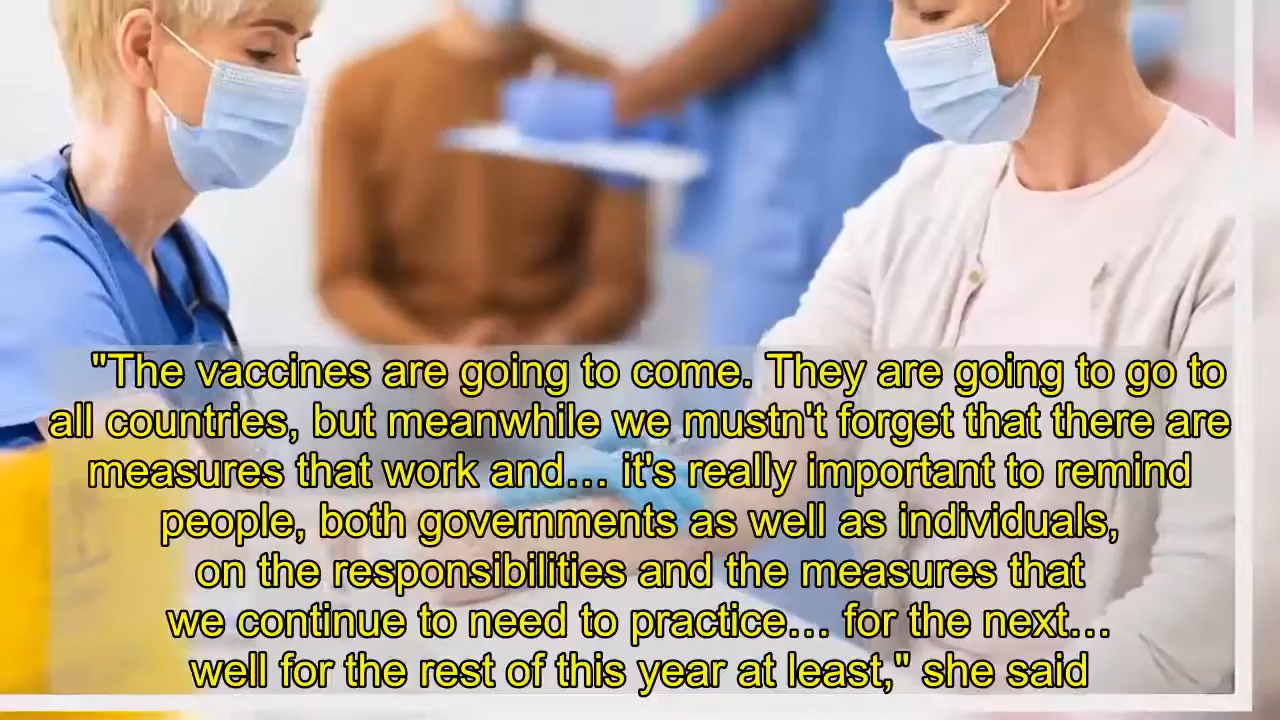 "The vaccines are going to come. They are going to go to
all countries, but meanwhile we mustn't forget that there are
measures that work and… it's really important to remind
people, both governments as well as individuals,
on the responsibilities and the measures that
we continue to need to practice… for the next…
well for the rest of this year at least," she said